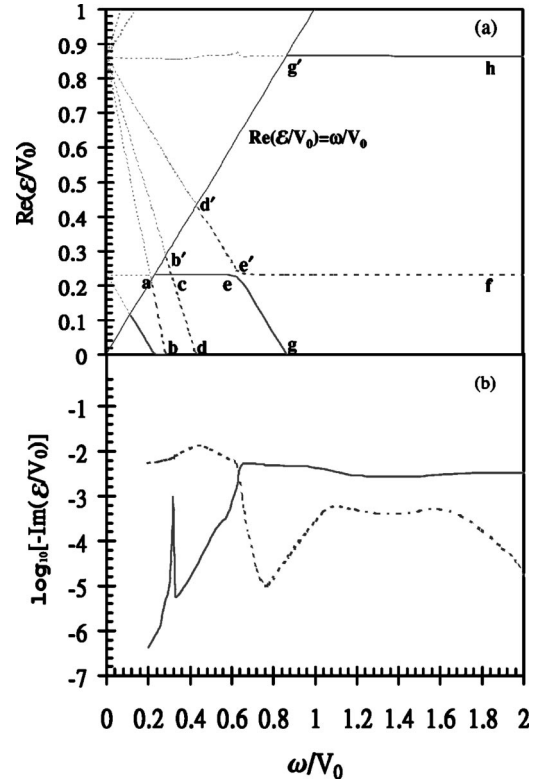 (a)
1
0.9
0.8
0.7
0.6
0.5
0.4
0.3
0.2
0.1
0
Re(ℰ/V₀)
g′
h
Re(ℰ/V₀)=ω/V₀
d′
b′
e′
a
c
e
f
b
d
g
(b)
-1
-2
-3
-4
-5
-6
-7
log₁₀[-Im(ℰ/V₀)]
0 0.2 0.4 0.6 0.8 1 1.2 1.4 1.6 1.8 2
ω/V₀